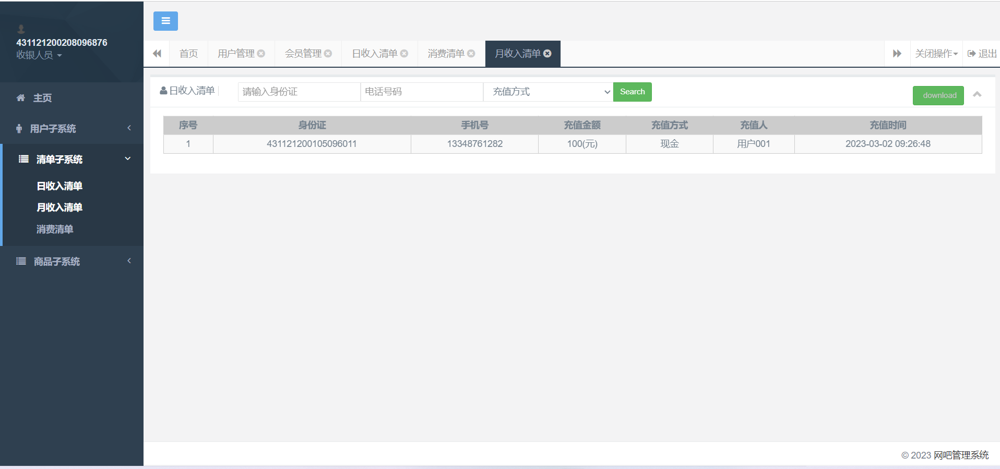 431121200208096876
收银人员
主页
用户子系统
清单子系统
日收入清单
月收入清单
消费清单
商品子系统
首页 用户管理 会员管理 日收入清单 消费清单 月收入清单 关闭操作 退出
日收入清单 请输入身份证 电话号码 充值方式 Search download
序号 身份证 手机号 充值金额 充值方式 充值人 充值时间
1 431121200105096011 13348761282 100(元) 现金 用户001 2023-03-02 09:26:48
© 2023 网吧管理系统